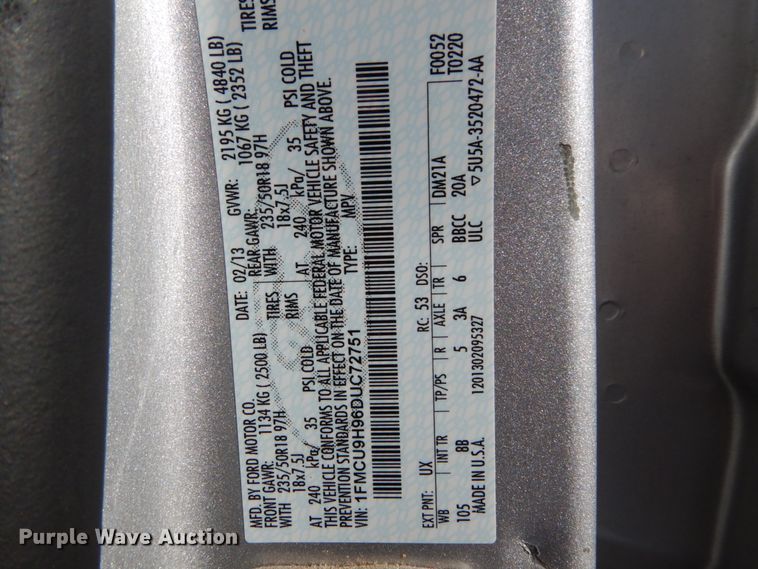 MFD. BY FORD MOTOR CO.
DATE: 02/13 GVWR: 2195 KG ( 4840 LB)
FRONT GAWR: 1134 KG ( 2500 LB) REAR GAWR: 1067 KG ( 2352 LB)
WITH 235/50R18 97H TIRES WITH 235/50R18 97H TIRES
18x7.5J RIMS 18x7.5J RIMS
AT 240 kPa/ 35 PSI COLD AT 240 kPa/ 35 PSI COLD
THIS VEHICLE CONFORMS TO ALL APPLICABLE FEDERAL MOTOR VEHICLE SAFETY AND THEFT
PREVENTION STANDARDS IN EFFECT ON THE DATE OF MANUFACTURE SHOWN ABOVE.
VIN: 1FMCU9H96DUC72751 TYPE: MPV
F0052
T0220
EXT PNT: UX RC: 53 DSO:
WB INT TR TP/PS R AXLE TR SPR DM21A
105 8B 5 3A 6 BBCC 20A
MADE IN U.S.A. 1201302095327 ULC ▽5U5A-3520472-AA
Purple Wave Auction